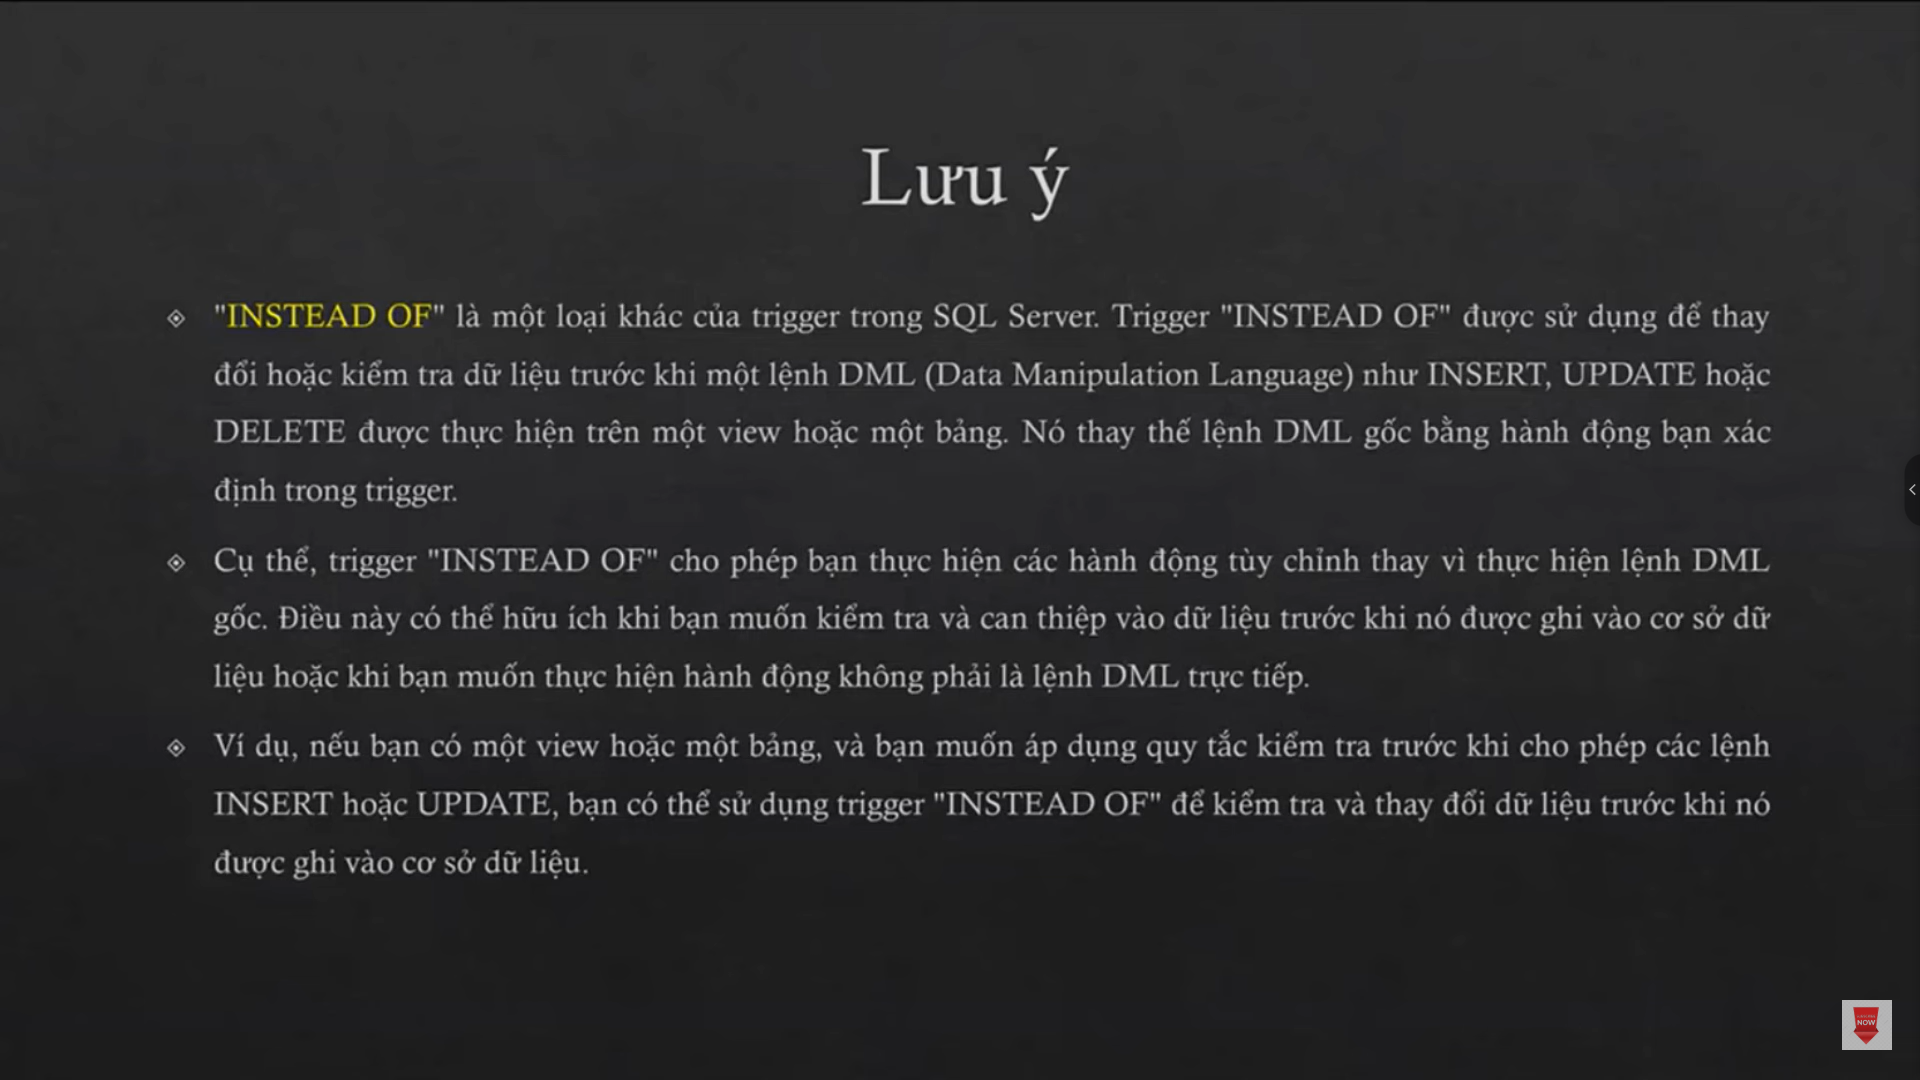 Lưu ý
"INSTEAD OF" là một loại khác của trigger trong SQL Server. Trigger "INSTEAD OF" được sử dụng để thay
đổi hoặc kiểm tra dữ liệu trước khi một lệnh DML (Data Manipulation Language) như INSERT, UPDATE hoặc
DELETE được thực hiện trên một view hoặc một bảng. Nó thay thế lệnh DML gốc bằng hành động bạn xác
định trong trigger.
Cụ thể, trigger "INSTEAD OF" cho phép bạn thực hiện các hành động tùy chỉnh thay vì thực hiện lệnh DML
gốc. Điều này có thể hữu ích khi bạn muốn kiểm tra và can thiệp vào dữ liệu trước khi nó được ghi vào cơ sở dữ
liệu hoặc khi bạn muốn thực hiện hành động không phải là lệnh DML trực tiếp.
Ví dụ, nếu bạn có một view hoặc một bảng, và bạn muốn áp dụng quy tắc kiểm tra trước khi cho phép các lệnh
INSERT hoặc UPDATE, bạn có thể sử dụng trigger "INSTEAD OF" để kiểm tra và thay đổi dữ liệu trước khi nó
được ghi vào cơ sở dữ liệu.
NOW